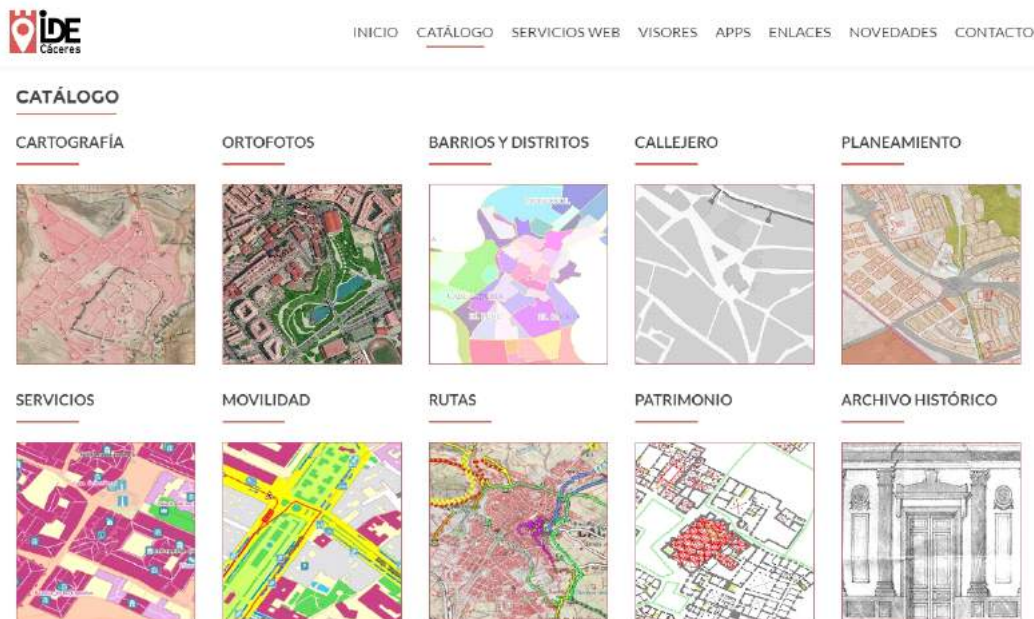 iDE
Cáceres
INICIO CATÁLOGO SERVICIOS WEB VISORES APPS ENLACES NOVEDADES CONTACTO
CATÁLOGO
CARTOGRAFÍA ORTOFOTOS BARRIOS Y DISTRITOS CALLEJERO PLANEAMIENTO
SERVICIOS MOVILIDAD RUTAS PATRIMONIO ARCHIVO HISTÓRICO